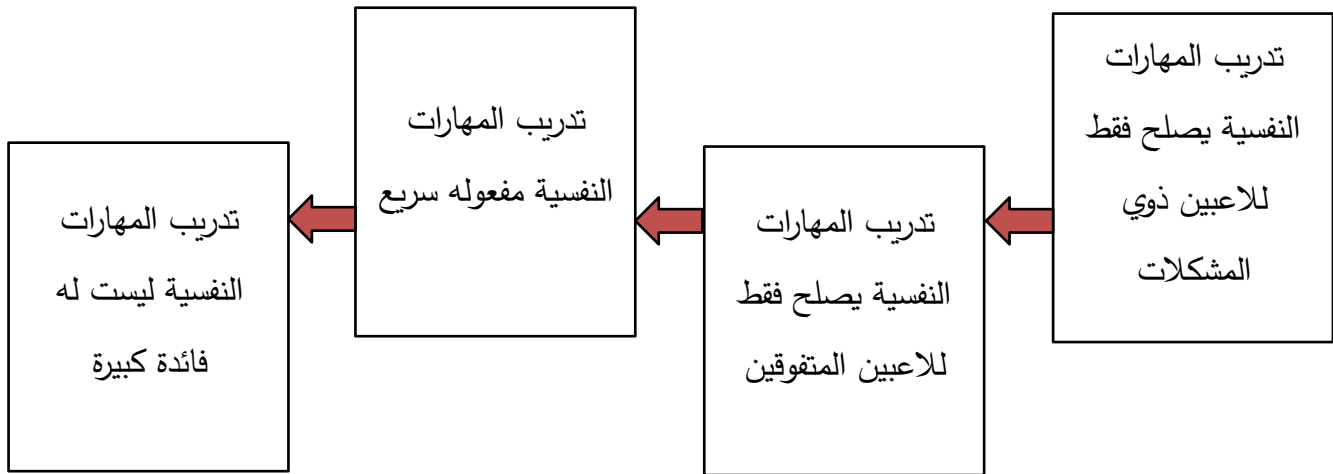 تدريب المهارات
النفسية يصلح فقط
للاعبين ذوي
المشكلات
تدريب المهارات
النفسية يصلح فقط
للاعبين المتفوقين
تدريب المهارات
النفسية مفعوله سريع
تدريب المهارات
النفسية ليست له
فائدة كبيرة